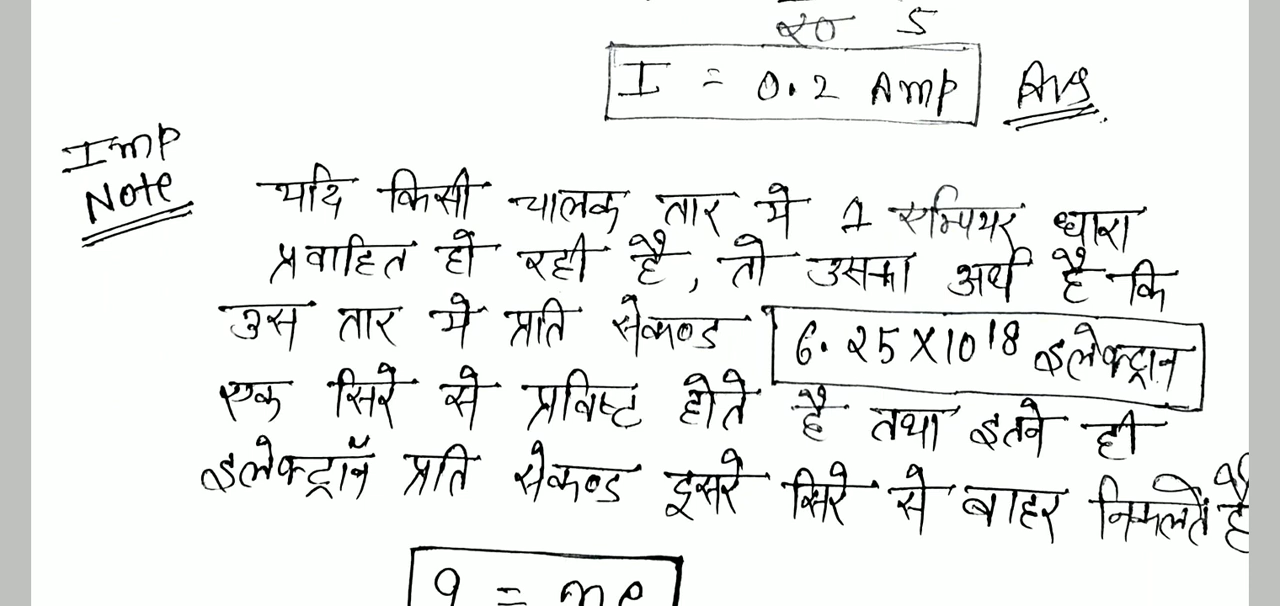 २० 5
I = 0.2 Amp Ans
Imp
Note
यदि किसी चालक तार मे 1 एम्पियर धारा
प्रवाहित हो रही है, तो उसका अर्थ है कि
उस तार मे प्रति सेकण्ड 6.25×10¹⁸ इलेक्ट्रान
एक सिरे से प्रविष्ट होते है तथा इतने ही
इलेक्ट्रॉन प्रति सेकण्ड दूसरे सिरे से बाहर निकलते है
q = ne